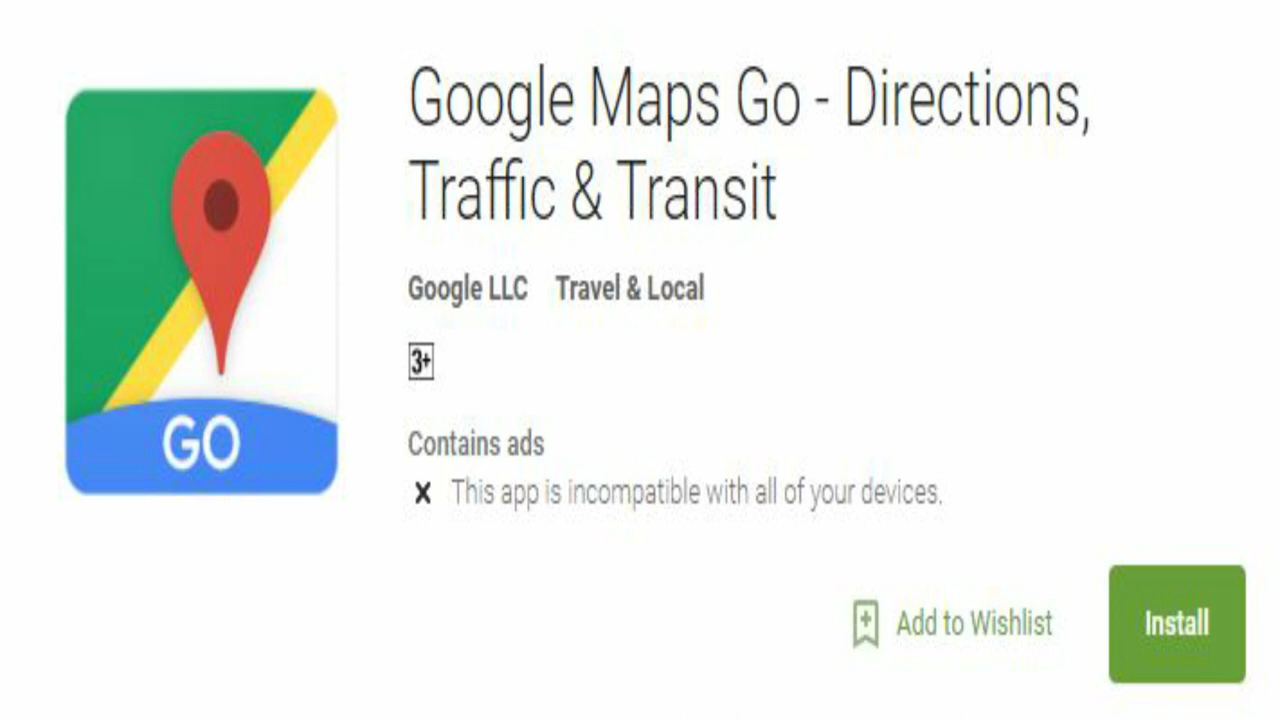 Google Maps Go - Directions,
Traffic & Transit
Google LLC Travel & Local
3+
Contains ads
This app is incompatible with all of your devices.
GO
Add to Wishlist
Install